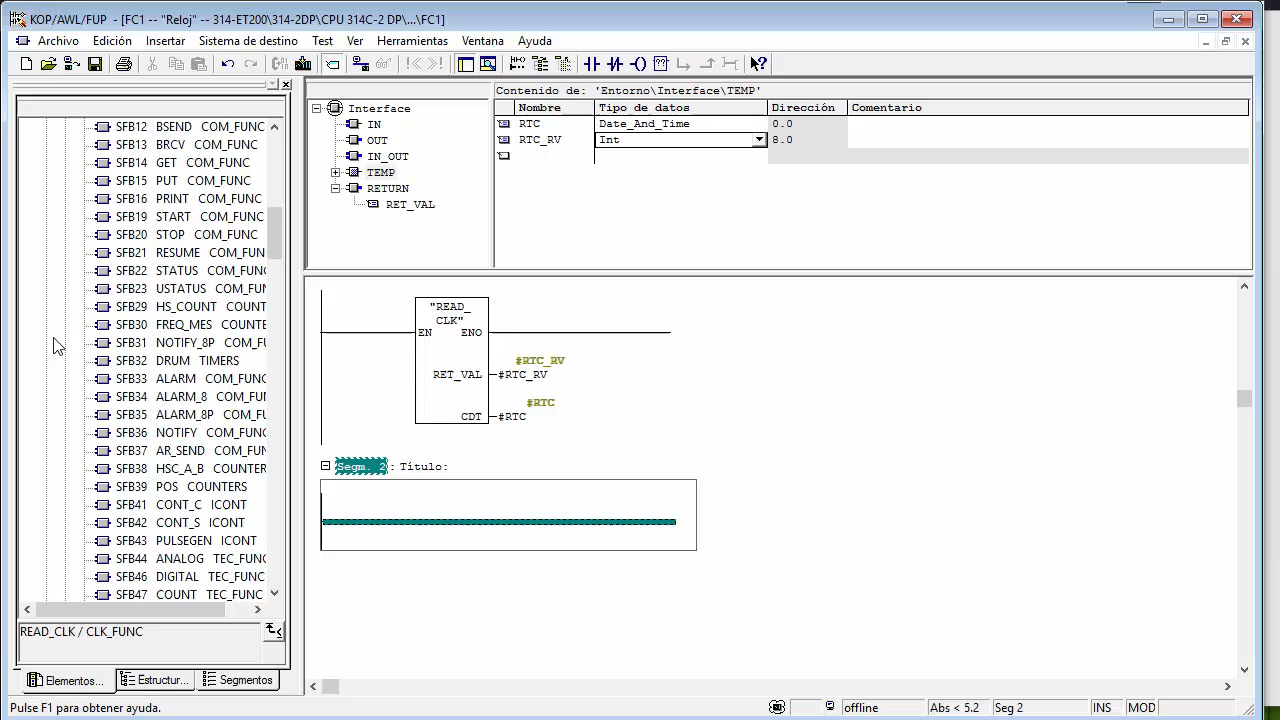 KOP/AWL/FUP - [FC1 -- "Reloj" -- 314-ET200\314-2DP\CPU 314C-2 DP\...\FC1]
Archivo Edición Insertar Sistema de destino Test Ver Herramientas Ventana Ayuda
Contenido de: 'Entorno\Interface\TEMP'
Interface
IN
OUT
IN_OUT
TEMP
RETURN
RET_VAL
Nombre Tipo de datos Dirección Comentario
RTC Date_And_Time 0.0
RTC_RV Int 8.0
SFB12 BSEND COM_FUNC
SFB13 BRCV COM_FUNC
SFB14 GET COM_FUNC
SFB15 PUT COM_FUNC
SFB16 PRINT COM_FUNC
SFB19 START COM_FUNC
SFB20 STOP COM_FUNC
SFB21 RESUME COM_FUN
SFB22 STATUS COM_FUNC
SFB23 USTATUS COM_FUNC
SFB29 HS_COUNT COUNT
SFB30 FREQ_MES COUNTE
SFB31 NOTIFY_8P COM_FU
SFB32 DRUM TIMERS
SFB33 ALARM COM_FUNC
SFB34 ALARM_8 COM_FUN
SFB35 ALARM_8P COM_FU
SFB36 NOTIFY COM_FUNC
SFB37 AR_SEND COM_FUN
SFB38 HSC_A_B COUNTER
SFB39 POS COUNTERS
SFB41 CONT_C ICONT
SFB42 CONT_S ICONT
SFB43 PULSEGEN ICONT
SFB44 ANALOG TEC_FUNC
SFB46 DIGITAL TEC_FUNC
SFB47 COUNT TEC_FUNC
READ_CLK / CLK_FUNC
Elementos... Estructur... Segmentos
"READ_
CLK"
EN ENO
#RTC_RV
RET_VAL #RTC_RV
#RTC
CDT #RTC
Segm. 2 : Título:
Pulse F1 para obtener ayuda. offline Abs < 5.2 Seg 2 INS MOD